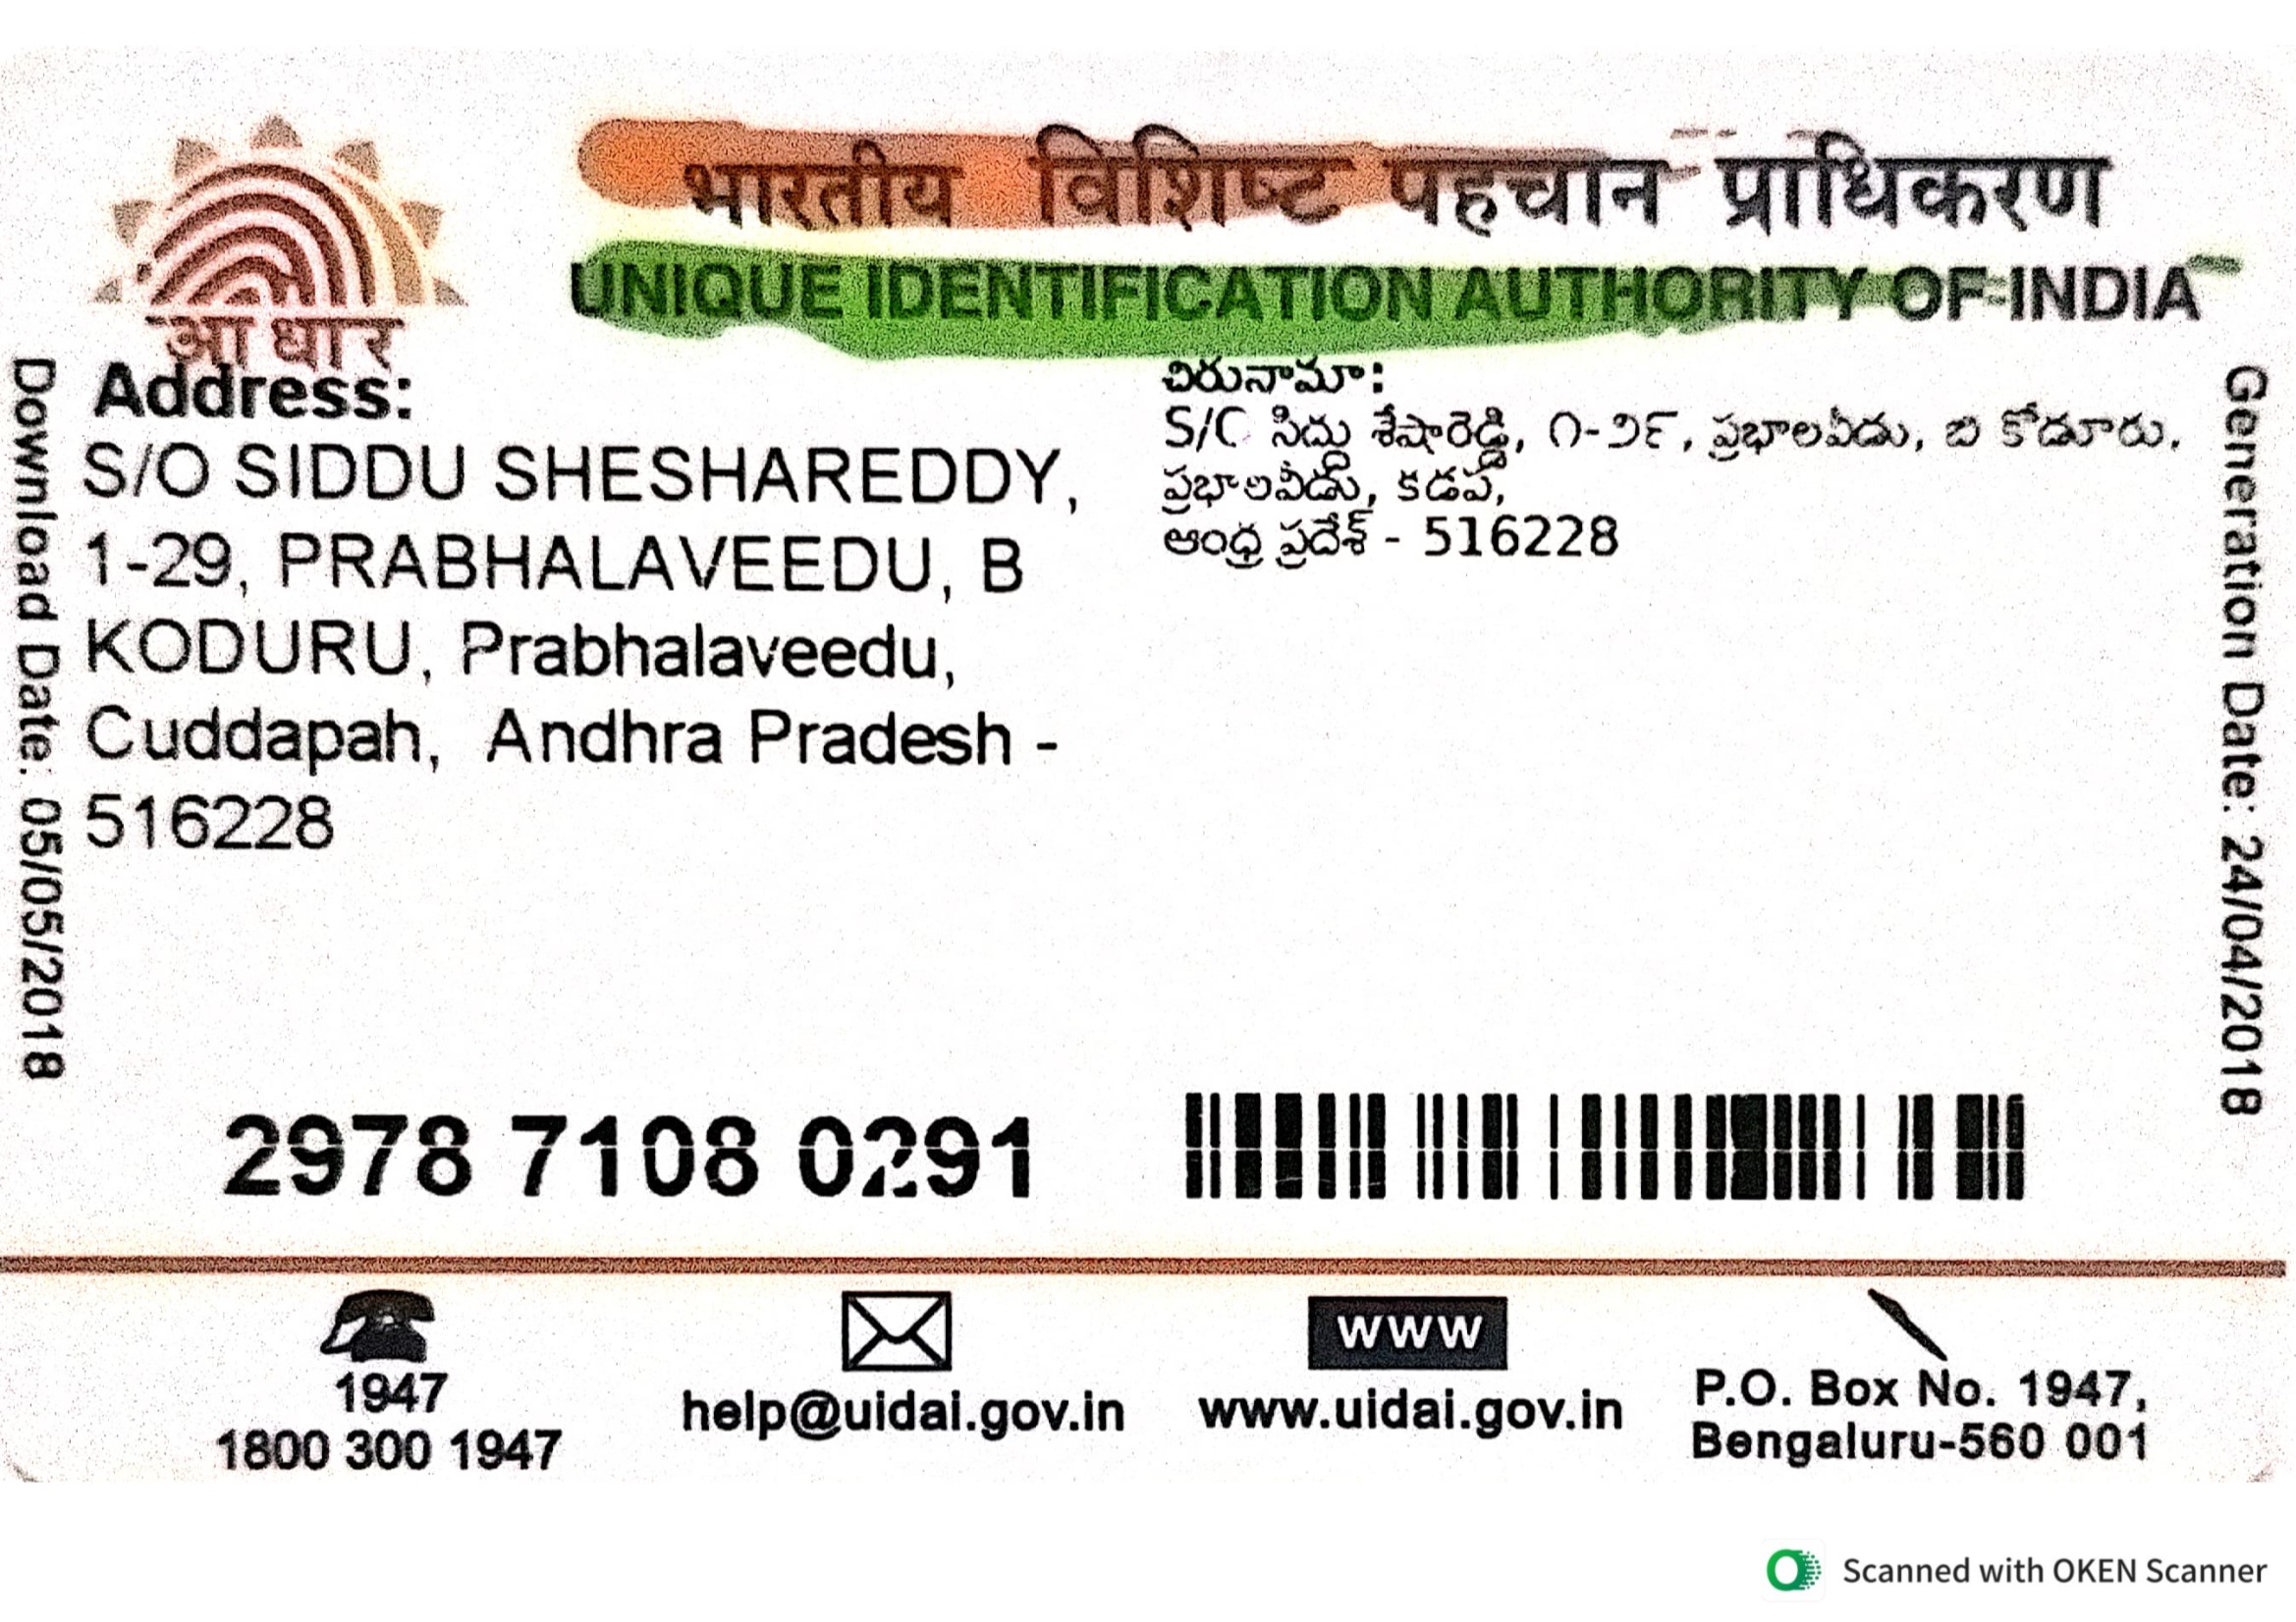 भारतीय विशिष्ट पहचान प्राधिकरण
UNIQUE IDENTIFICATION AUTHORITY OF INDIA
आधार
Address:
S/O SIDDU SHESHAREDDY,
1-29, PRABHALAVEEDU, B
KODURU, Prabhalaveedu,
Cuddapah, Andhra Pradesh -
516228
చిరునామా:
S/O సిద్దు శేషారెడ్డి, ౧-౨౯, ప్రభాలవీడు, బి కోడూరు,
ప్రభాలవీడు, కడప,
ఆంధ్ర ప్రదేశ్ - 516228
Download Date: 05/05/2018
Generation Date: 24/04/2018
2978 7108 0291
1947
1800 300 1947
help@uidai.gov.in
www
www.uidai.gov.in
P.O. Box No. 1947,
Bengaluru-560 001
Scanned with OKEN Scanner